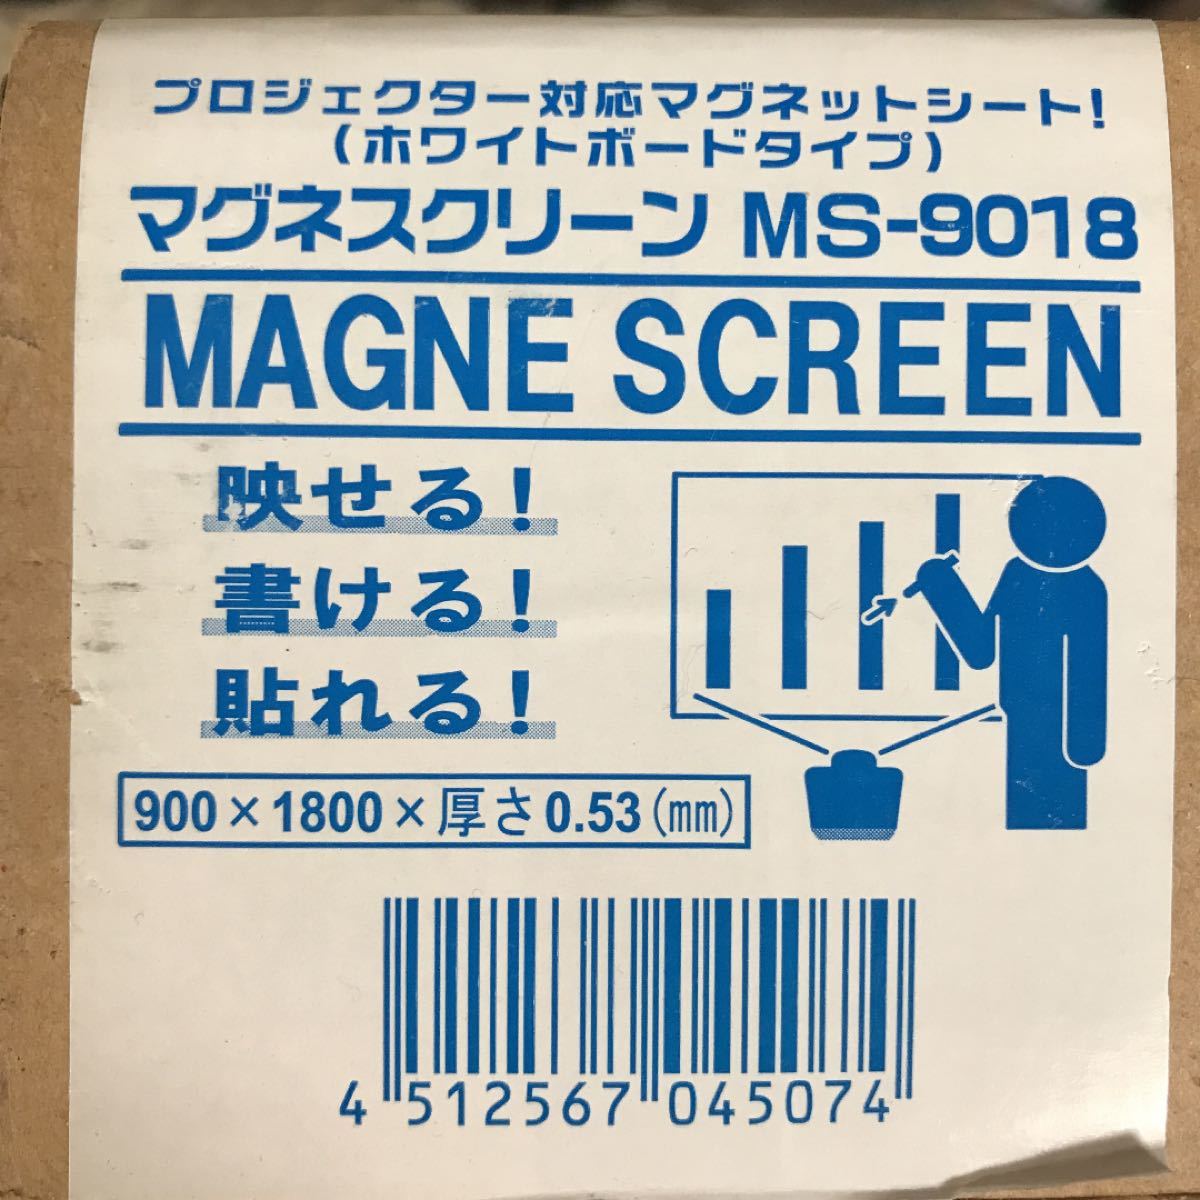 プロジェクター対応マグネットシート!
(ホワイトボードタイプ)
マグネスクリーン MS-9018
MAGNE SCREEN
映せる!
書ける!
貼れる!
900×1800×厚さ0.53(mm)
4 512567 045074